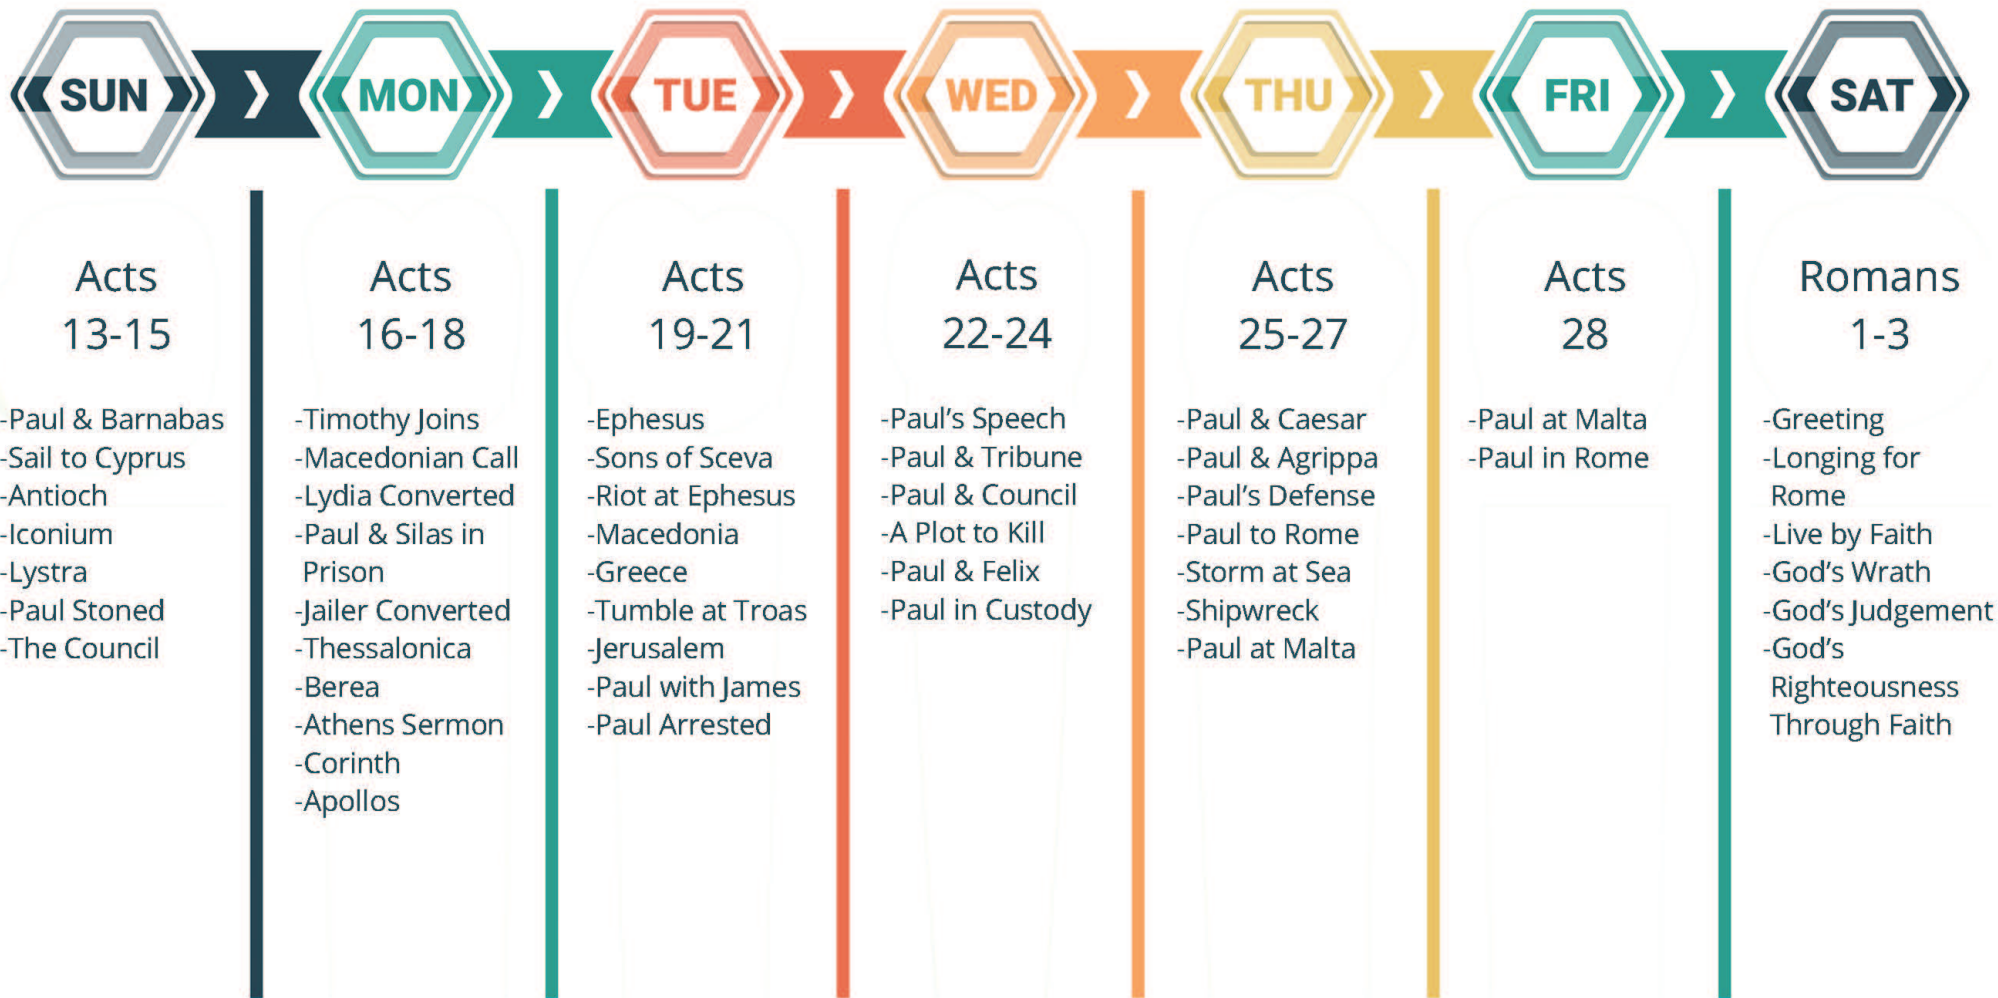 SUN
MON
TUE
WED
THU
FRI
SAT
Acts
13-15
-Paul & Barnabas
-Sail to Cyprus
-Antioch
-Iconium
-Lystra
-Paul Stoned
-The Council
Acts
16-18
-Timothy Joins
-Macedonian Call
-Lydia Converted
-Paul & Silas in
Prison
-Jailer Converted
-Thessalonica
-Berea
-Athens Sermon
-Corinth
-Apollos
Acts
19-21
-Ephesus
-Sons of Sceva
-Riot at Ephesus
-Macedonia
-Greece
-Tumble at Troas
-Jerusalem
-Paul with James
-Paul Arrested
Acts
22-24
-Paul's Speech
-Paul & Tribune
-Paul & Council
-A Plot to Kill
-Paul & Felix
-Paul in Custody
Acts
25-27
-Paul & Caesar
-Paul & Agrippa
-Paul's Defense
-Paul to Rome
-Storm at Sea
-Shipwreck
-Paul at Malta
Acts
28
-Paul at Malta
-Paul in Rome
Romans
1-3
-Greeting
-Longing for
Rome
-Live by Faith
-God's Wrath
-God's Judgement
-God's
Righteousness
Through Faith